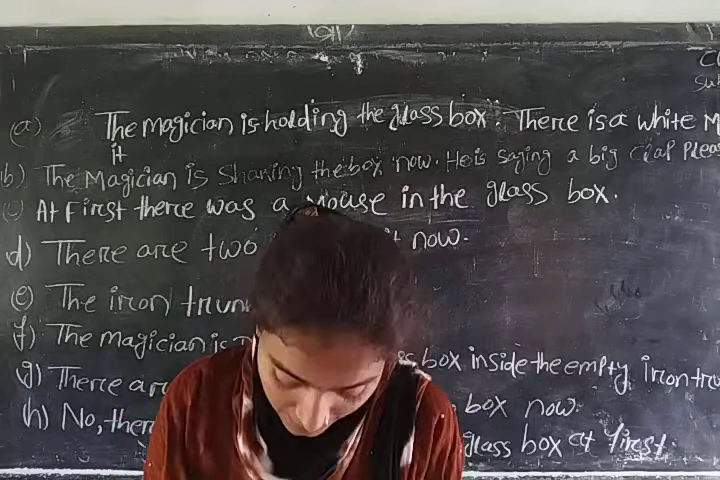 (a) The magician is holding the glass box. There is a white
it
b) The Magician is Shaking the box now. He is saying a big clap Pleas
(c) At First there was a mouse in the glass box.
d) There are two it now.
(e) The iron trun
f) The magician is box inside the empty iron tru
g) There are box now.
h) No, ther glass box at first.